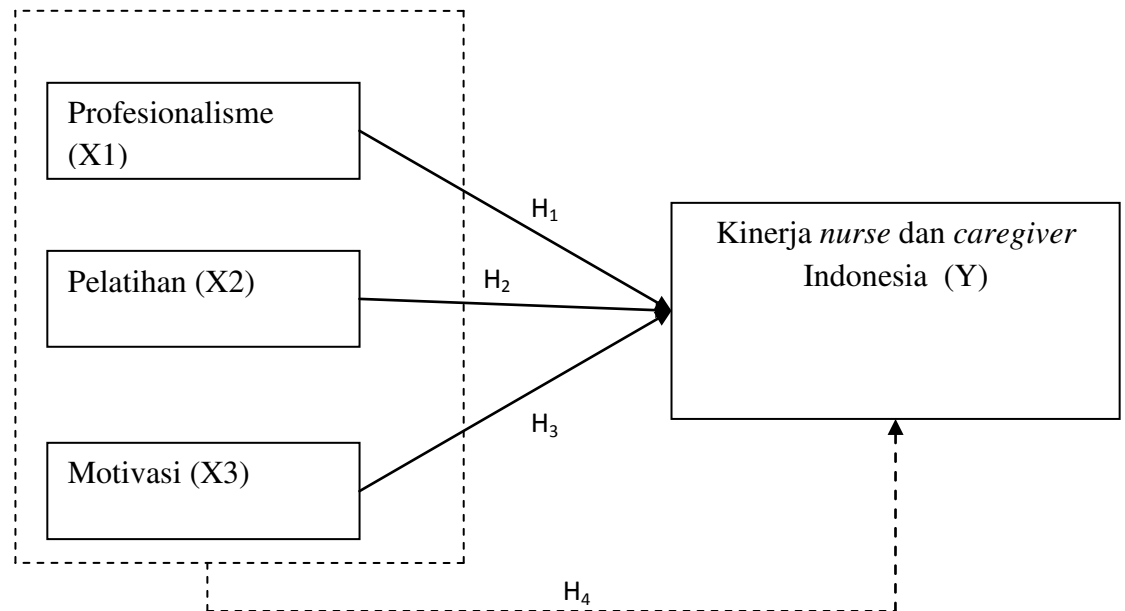 Profesionalisme
(X1)
H₁
Kinerja nurse dan caregiver
Indonesia (Y)
Pelatihan (X2)
H₂
H₃
Motivasi (X3)
H₄